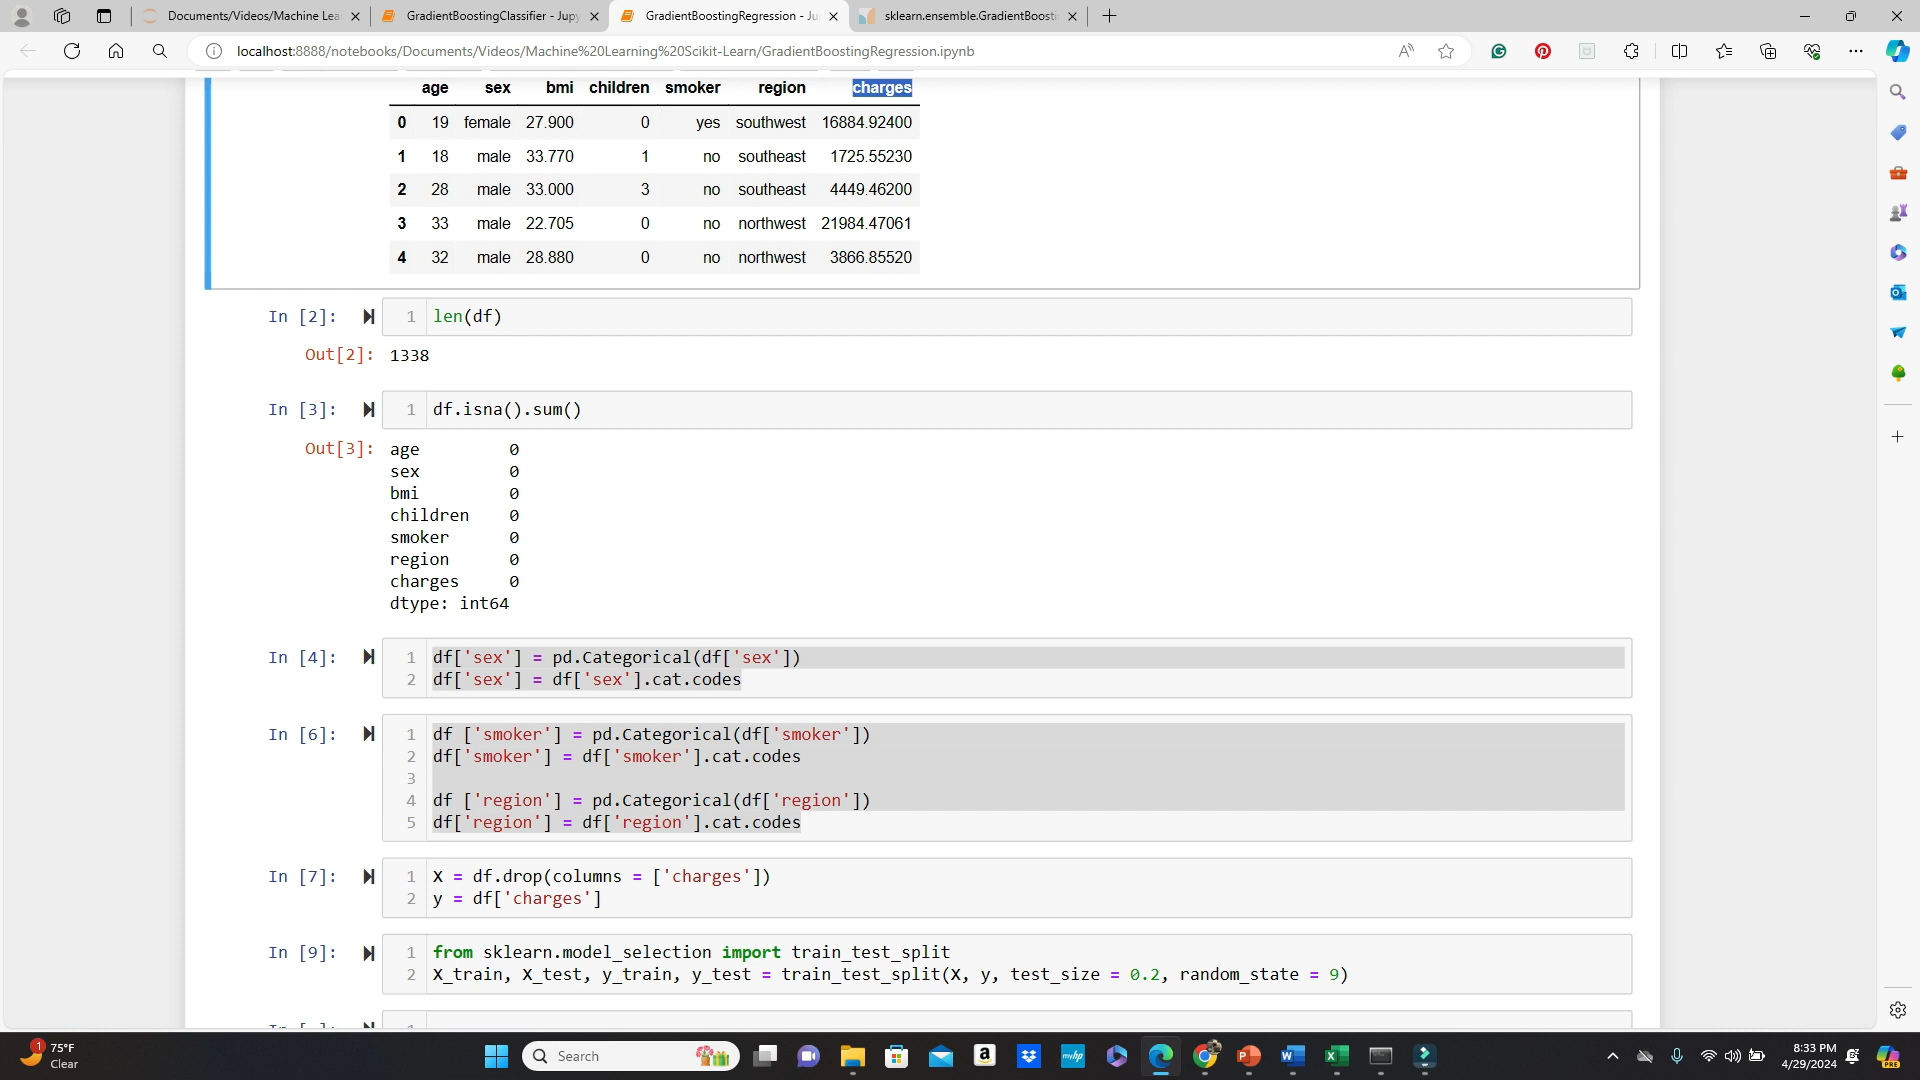 Documents/Videos/Machine Lea
GradientBoostingClassifier - Jupy
GradientBoostingRegression - Ju
sklearn.ensemble.GradientBoosti
localhost:8888/notebooks/Documents/Videos/Machine%20Learning%20Scikit-Learn/GradientBoostingRegression.ipynb
age sex bmi children smoker region charges
0 19 female 27.900 0 yes southwest 16884.92400
1 18 male 33.770 1 no southeast 1725.55230
2 28 male 33.000 3 no southeast 4449.46200
3 33 male 22.705 0 no northwest 21984.47061
4 32 male 28.880 0 no northwest 3866.85520
In [2]: 1 len(df)
Out[2]: 1338
In [3]: 1 df.isna().sum()
Out[3]: age 0
sex 0
bmi 0
children 0
smoker 0
region 0
charges 0
dtype: int64
In [4]: 1 df['sex'] = pd.Categorical(df['sex'])
2 df['sex'] = df['sex'].cat.codes
In [6]: 1 df ['smoker'] = pd.Categorical(df['smoker'])
2 df['smoker'] = df['smoker'].cat.codes
3
4 df ['region'] = pd.Categorical(df['region'])
5 df['region'] = df['region'].cat.codes
In [7]: 1 X = df.drop(columns = ['charges'])
2 y = df['charges']
In [9]: 1 from sklearn.model_selection import train_test_split
2 X_train, X_test, y_train, y_test = train_test_split(X, y, test_size = 0.2, random_state = 9)
1
75°F
Clear
Search
myhp
PRE
8:33 PM
4/29/2024